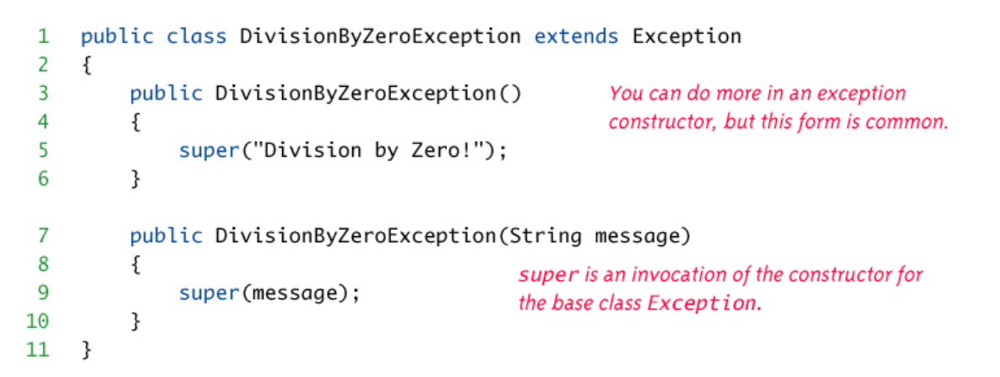 1 public class DivisionByZeroException extends Exception
2 {
3 public DivisionByZeroException()
You can do more in an exception
4 {
constructor, but this form is common.
5 super("Division by Zero!");
6 }
7 public DivisionByZeroException(String message)
8 {
super is an invocation of the constructor for
9 super(message);
the base class Exception.
10 }
11 }